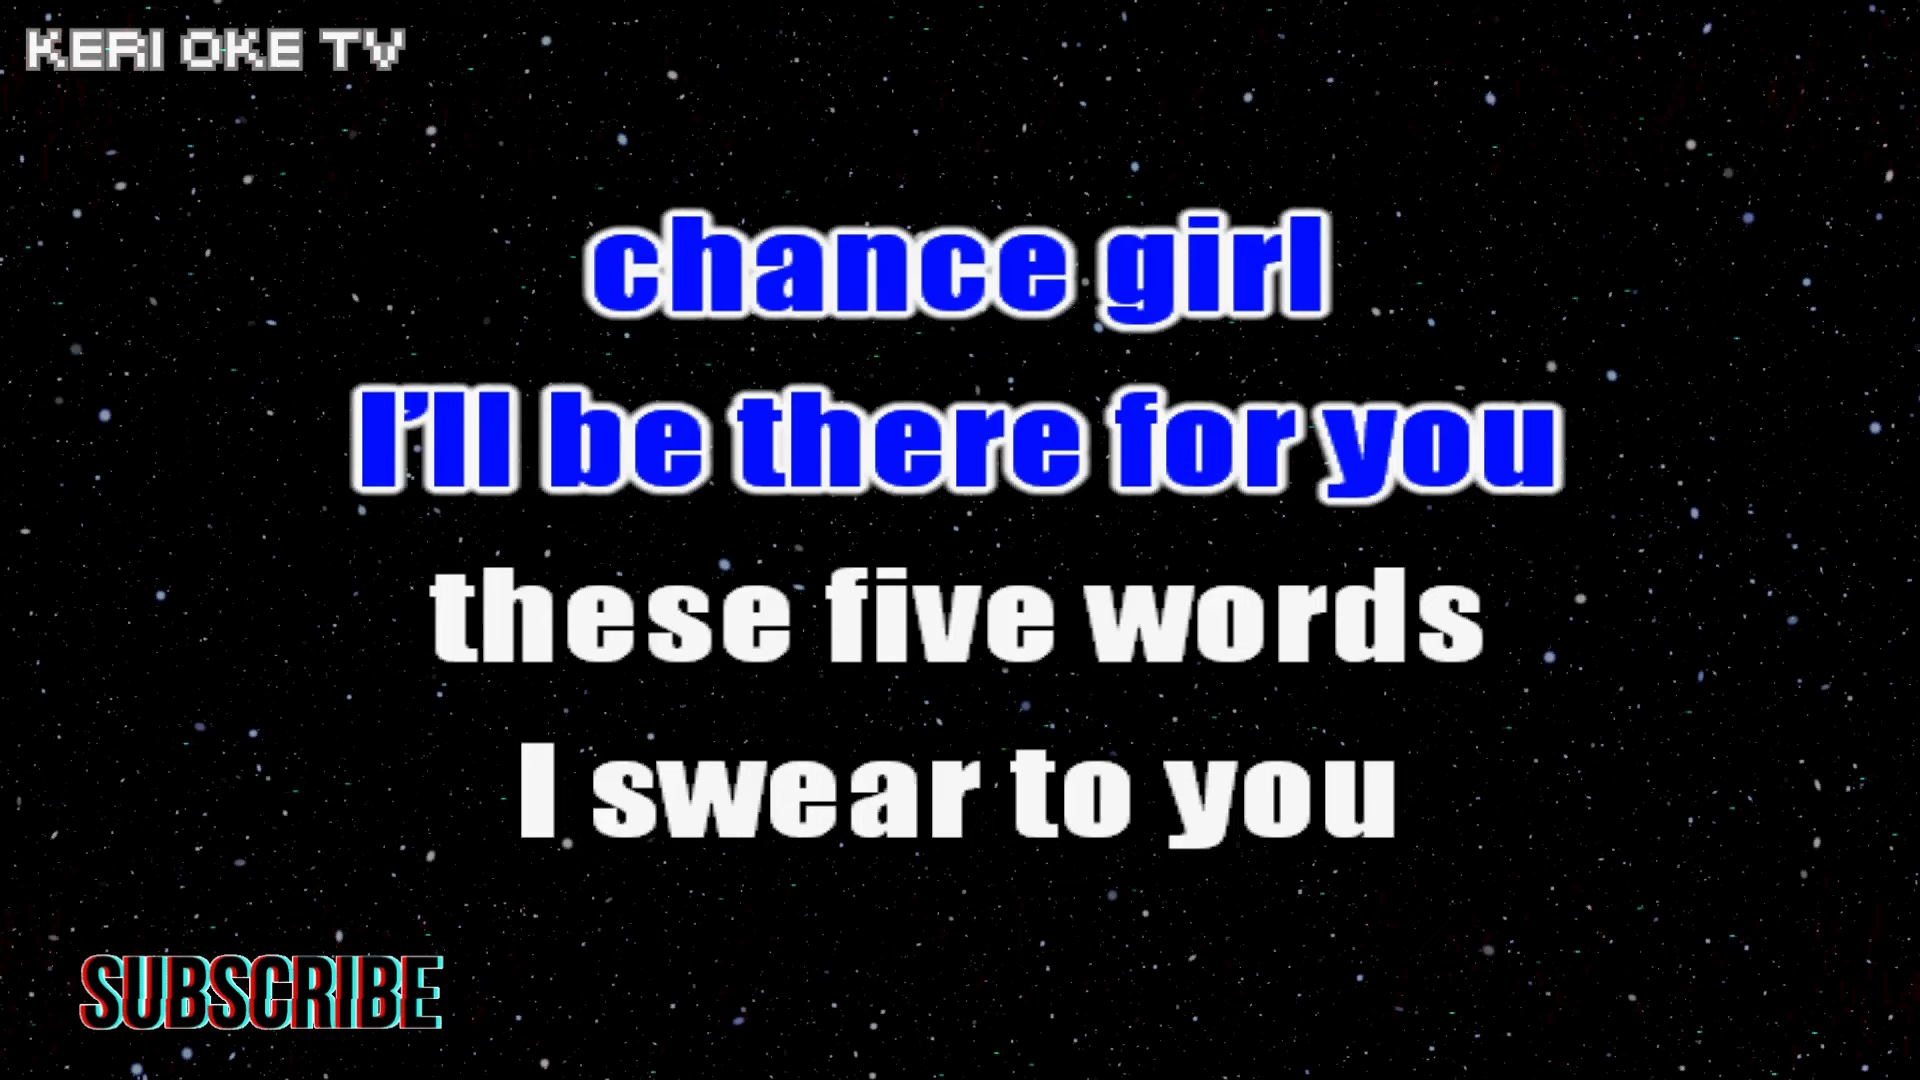 KERI OKE TV
chance girl
I'll be there for you
these five words
I swear to you
SUBSCRIBE